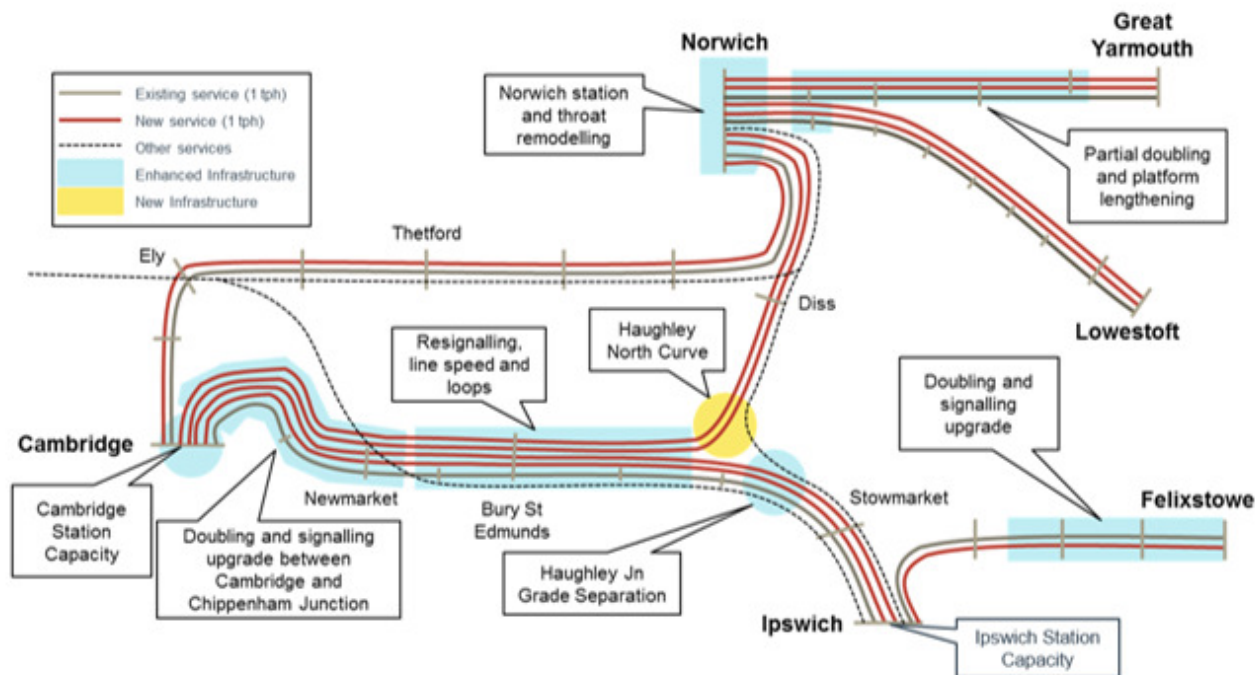 Norwich
Great
Yarmouth
Existing service (1 tph)
New service (1 tph)
Other services
Enhanced Infrastructure
New Infrastructure
Norwich station
and throat
remodelling
Partial doubling
and platform
lengthening
Ely
Thetford
Diss
Lowestoft
Resignalling,
line speed and
loops
Haughley
North Curve
Doubling and
signalling
upgrade
Cambridge
Newmarket
Bury St
Edmunds
Stowmarket
Felixstowe
Cambridge
Station
Capacity
Doubling and signalling
upgrade between
Cambridge and
Chippenham Junction
Haughley Jn
Grade Separation
Ipswich
Ipswich Station
Capacity